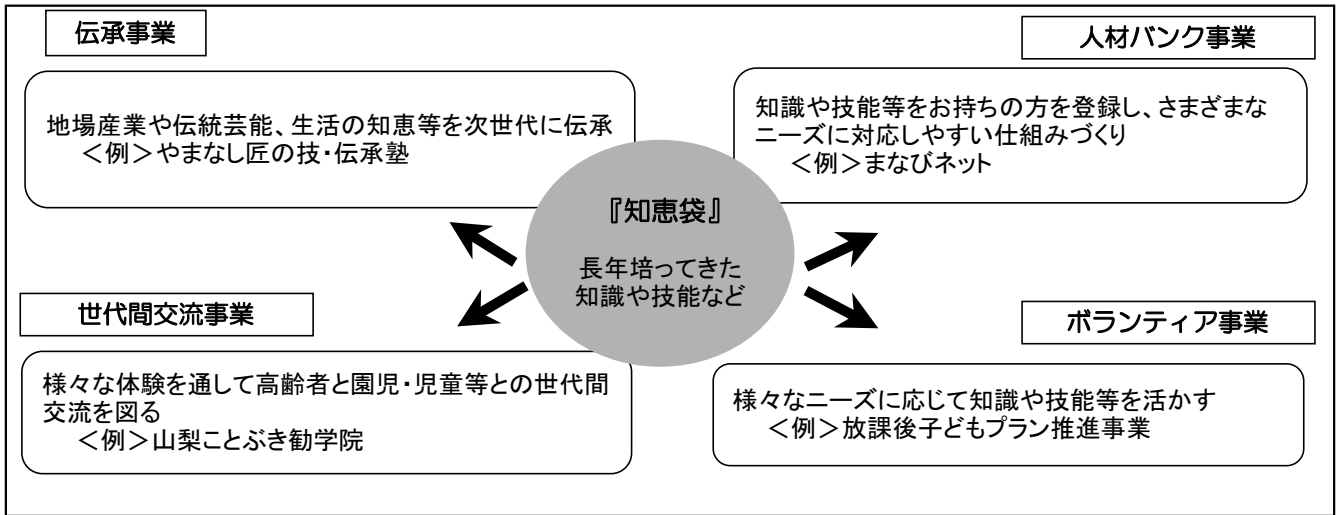 伝承事業
地場産業や伝統芸能、生活の知恵等を次世代に伝承
＜例＞やまなし匠の技・伝承塾
人材バンク事業
知識や技能等をお持ちの方を登録し、さまざまな
ニーズに対応しやすい仕組みづくり
＜例＞まなびネット
『知恵袋』
長年培ってきた
知識や技能など
世代間交流事業
様々な体験を通して高齢者と園児・児童等との世代間
交流を図る
＜例＞山梨ことぶき勧学院
ボランティア事業
様々なニーズに応じて知識や技能等を活かす
＜例＞放課後子どもプラン推進事業